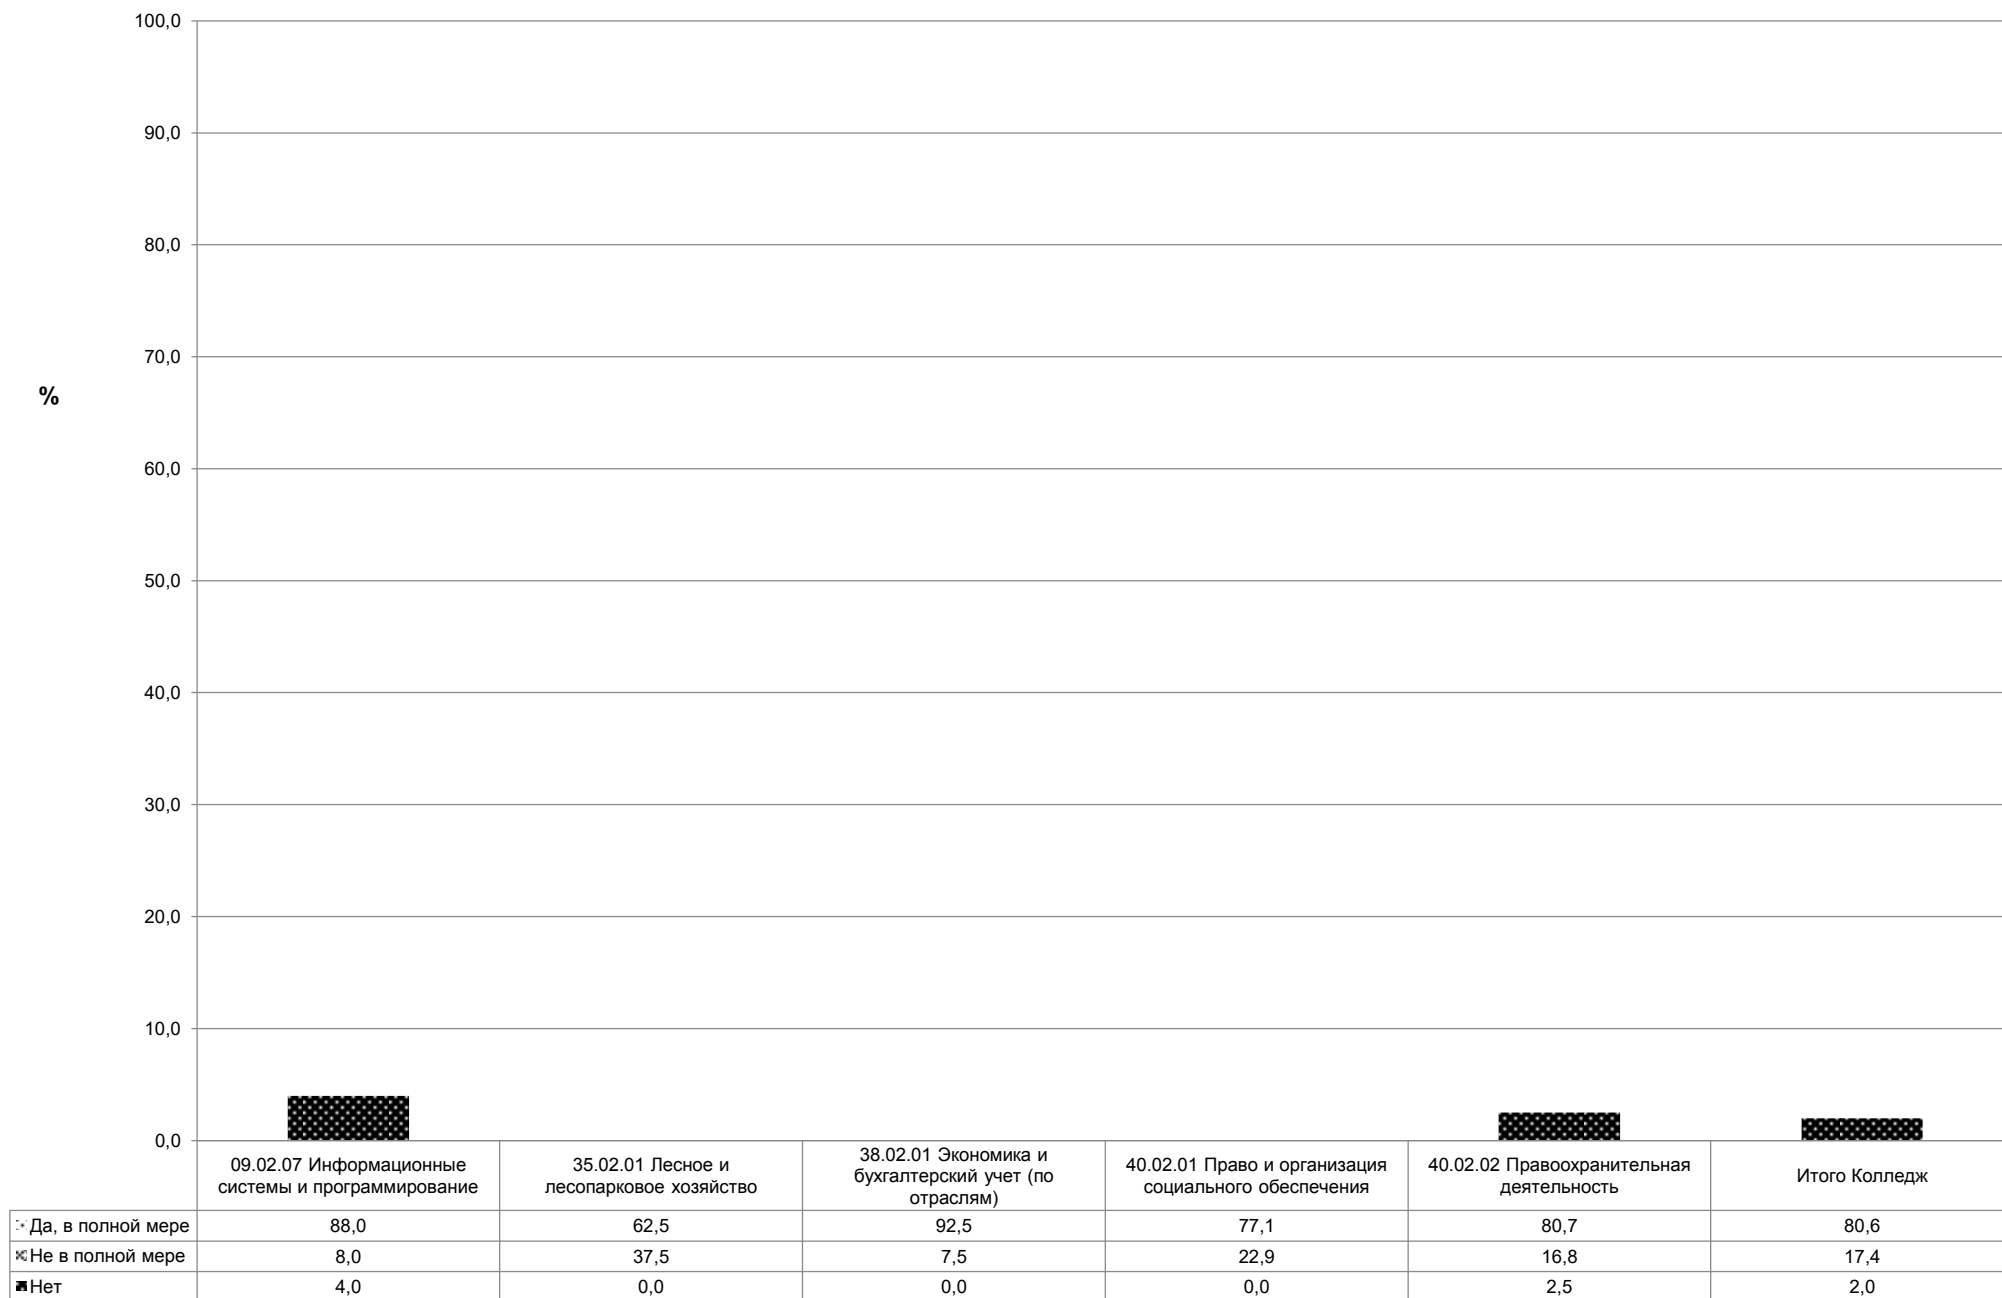 100,0
90,0
80,0
70,0
%
60,0
50,0
40,0
30,0
20,0
10,0
0,0
09.02.07 Информационные
системы и программирование
35.02.01 Лесное и
лесопарковое хозяйство
38.02.01 Экономика и
бухгалтерский учет (по
отраслям)
40.02.01 Право и организация
социального обеспечения
40.02.02 Правоохранительная
деятельность
Итого Колледж
Да, в полной мере 88,0 62,5 92,5 77,1 80,7 80,6
Не в полной мере 8,0 37,5 7,5 22,9 16,8 17,4
Нет 4,0 0,0 0,0 0,0 2,5 2,0